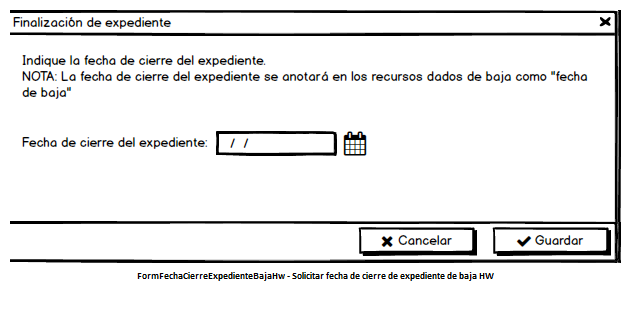 Finalización de expediente
Indique la fecha de cierre del expediente.
NOTA: La fecha de cierre del expediente se anotará en los recursos dados de baja como "fecha
de baja"
Fecha de cierre del expediente: / /
Cancelar Guardar
FormFechaCierreExpedienteBajaHw - Solicitar fecha de cierre de expediente de baja HW